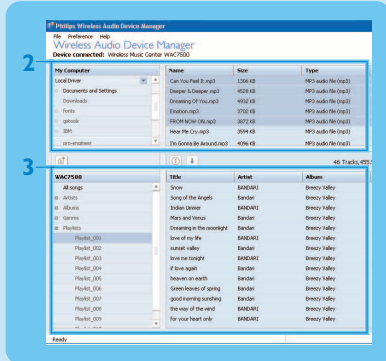 Philips Wireless Audio Device Manager
File Preference Help
Wireless Audio Device Manager
Device connected: Wireless Music Center WAC7500
2
My Computer Name Size Type
Local Driver Can You Feel It.mp3 1306 KB MP3 audio file (mp3)
Documents and Settings Deeper & Deeper.mp3 4528 KB MP3 audio file (mp3)
Downloads Dreaming Of You.mp3 4932 KB MP3 audio file (mp3)
Fonts Emotion.mp3 3702 KB MP3 audio file (mp3)
gstools FROM NOW ON.mp3 3972 KB MP3 audio file (mp3)
IBM Hear Me Cry.mp3 3594 KB MP3 audio file (mp3)
pro-engineer I'm Gonna Be Around.mp3 4096 KB MP3 audio file (mp3)
46 Tracks,
3
WAC7500 Title Artist Album
All songs Snow BANDARI Breezy Valley
Artists Song of the Angels Bandari Breezy Valley
Albums Indian BANDARI Breezy Valley
Genres Mars and Venus Bandari Breezy Valley
Playlists Dreaming in the moonlight Bandari Breezy Valley
Playlist_001 love of my life BANDARI Breezy Valley
Playlist_002 sunset valley Bandari Breezy Valley
Playlist_003 love me tonight Bandari Breezy Valley
Playlist_004 if love again Bandari Breezy Valley
Playlist_005 heaven on earth Bandari Breezy Valley
Playlist_006 Green leaves of spring Bandari Breezy Valley
Playlist_007 good morning sunshing Bandari Breezy Valley
Playlist_008 the way of the wind BANDARI Breezy Valley
Playlist_009 for your heart only BANDARI Breezy Valley
Ready